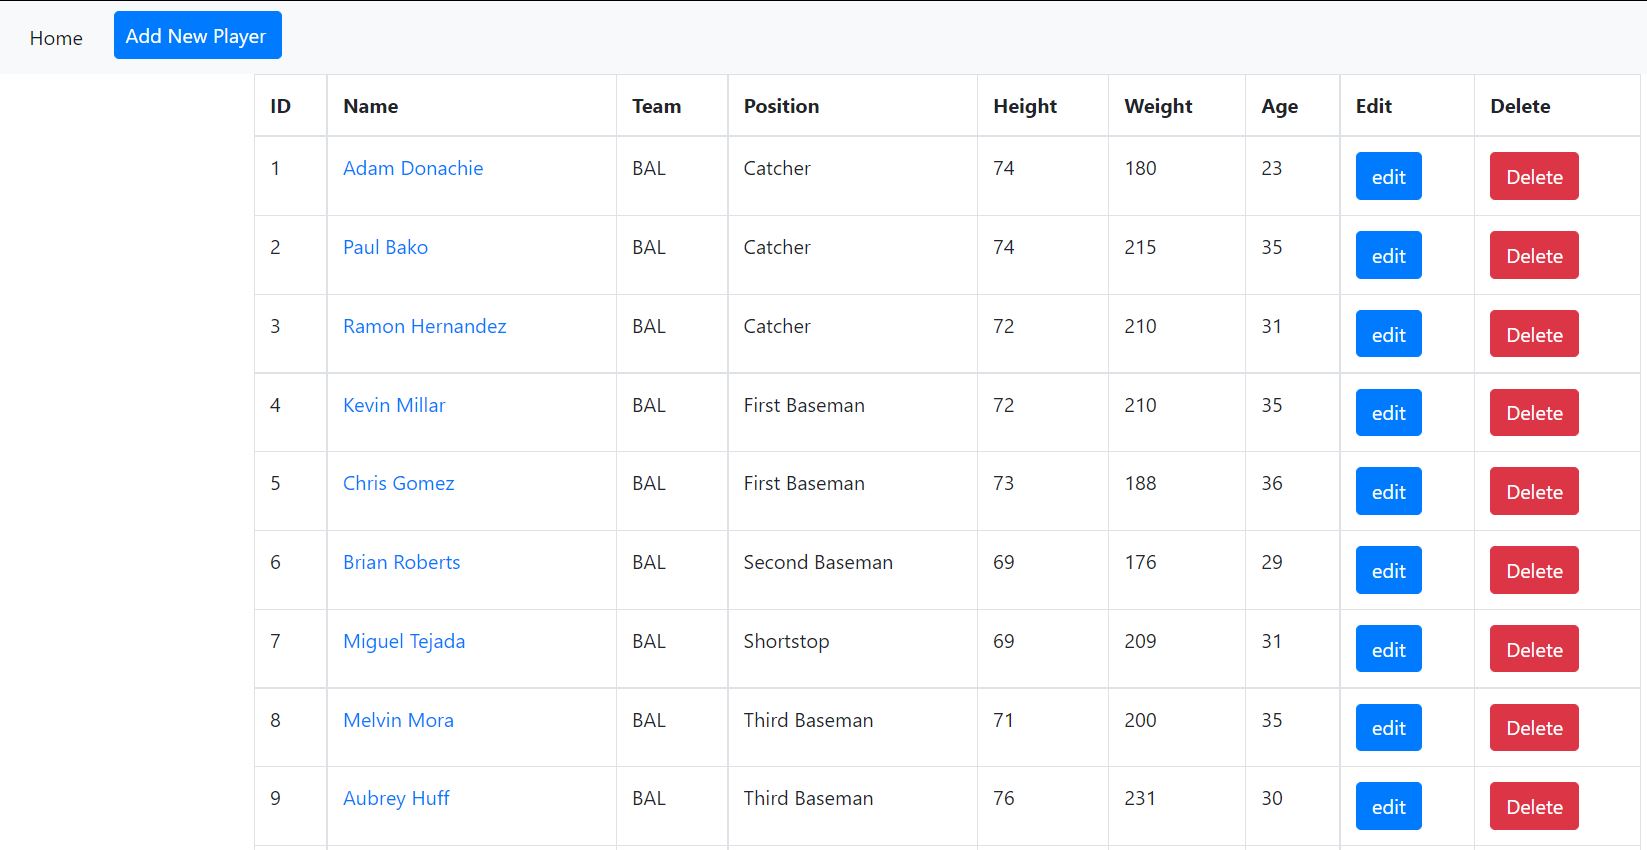 Home Add New Player
ID Name Team Position Height Weight Age Edit Delete
1 Adam Donachie BAL Catcher 74 180 23 edit Delete
2 Paul Bako BAL Catcher 74 215 35 edit Delete
3 Ramon Hernandez BAL Catcher 72 210 31 edit Delete
4 Kevin Millar BAL First Baseman 72 210 35 edit Delete
5 Chris Gomez BAL First Baseman 73 188 36 edit Delete
6 Brian Roberts BAL Second Baseman 69 176 29 edit Delete
7 Miguel Tejada BAL Shortstop 69 209 31 edit Delete
8 Melvin Mora BAL Third Baseman 71 200 35 edit Delete
9 Aubrey Huff BAL Third Baseman 76 231 30 edit Delete